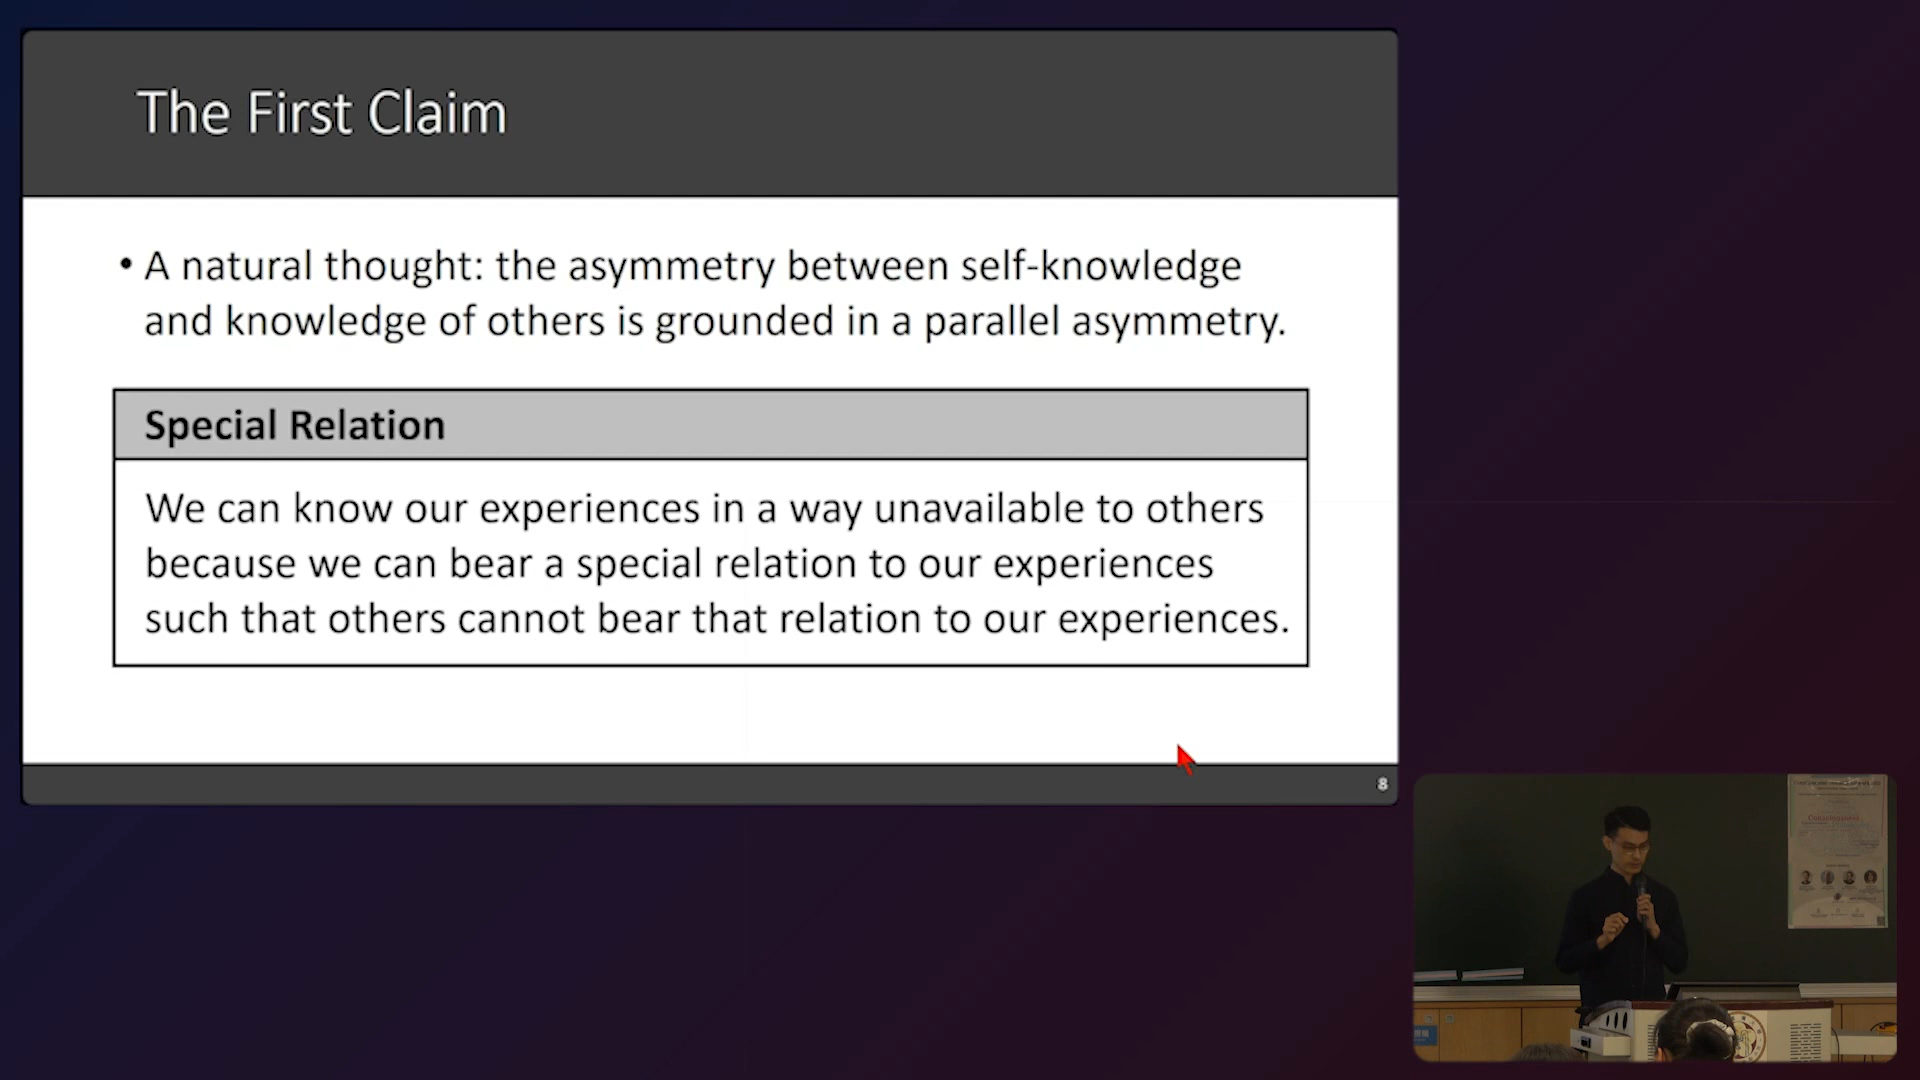 The First Claim
• A natural thought: the asymmetry between self-knowledge
and knowledge of others is grounded in a parallel asymmetry.
Special Relation
We can know our experiences in a way unavailable to others
because we can bear a special relation to our experiences
such that others cannot bear that relation to our experiences.
8
Consciousness